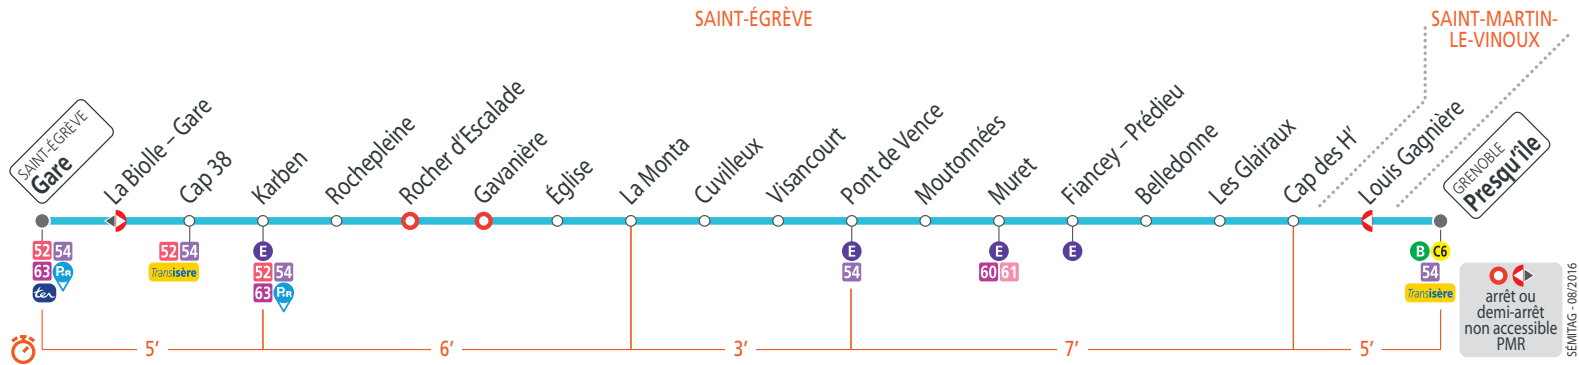 SAINT-ÉGRÈVE
SAINT-MARTIN-
LE-VINOUX
SAINT-ÉGRÈVE
Gare
La Biolle – Gare
Cap 38
Karben
Rochepleine
Rocher d'Escalade
Gavanière
Église
La Monta
Cuvilleux
Visancourt
Pont de Vence
Moutonnées
Muret
Fiancey – Prédieu
Belledonne
Les Glairaux
Cap des H'
Louis Gagnière
GRENOBLE
Presqu'île
52 54
63 P+R
ter
52 54
Transisère
E
52 54
63 P+R
E
54
E
60 61
E
B C6
54
Transisère
5’
6’
3’
7’
5’
arrêt ou
demi-arrêt
non accessible
PMR
SÉMITAG - 08/2016